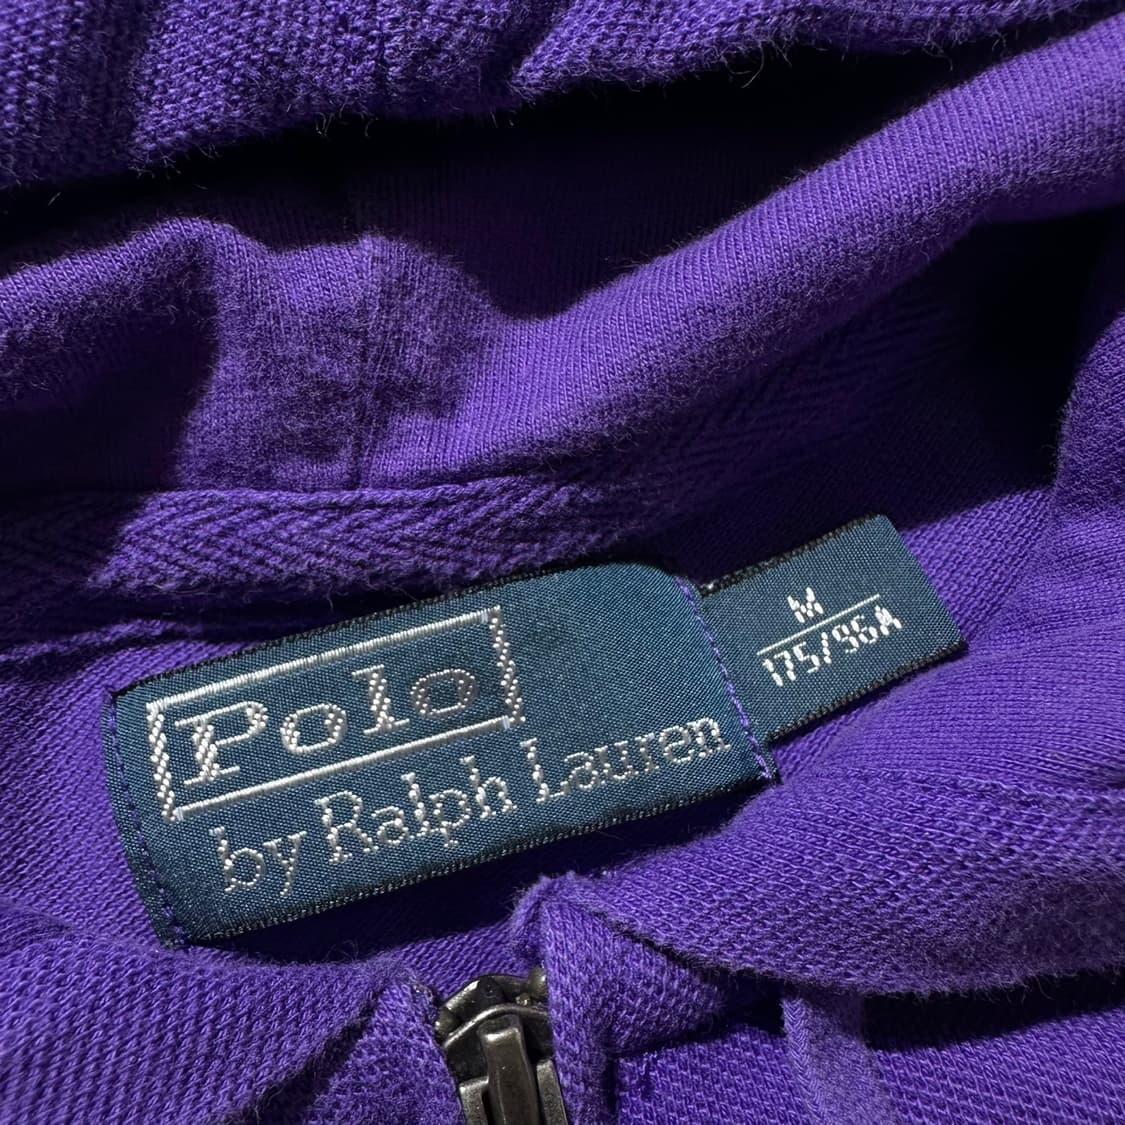 Polo
by Ralph Lauren
M
175/96A